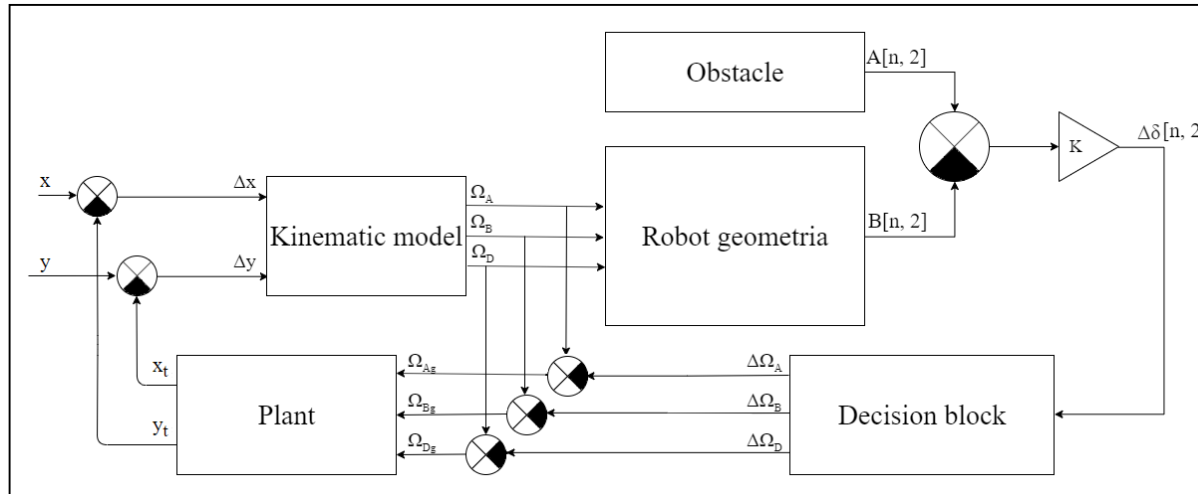 Obstacle
A[n, 2]
K
Δδ[n, 2
x
Δx
Kinematic model
Ω_A
Ω_B
Ω_D
Robot geometria
B[n, 2]
y
Δy
x_t
y_t
Plant
Ω_Ag
Ω_Bg
Ω_Dg
ΔΩ_A
ΔΩ_B
ΔΩ_D
Decision block